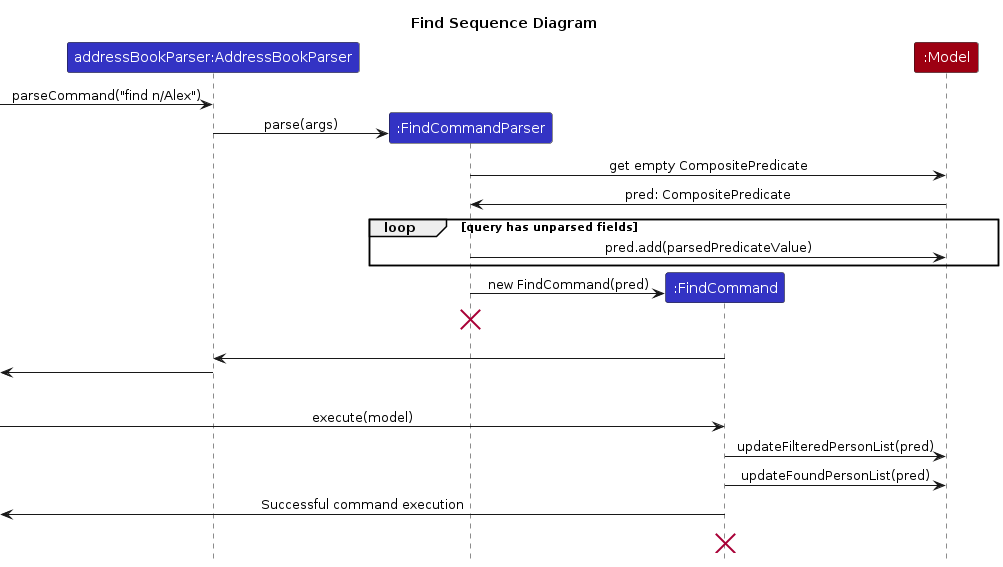 Find Sequence Diagram
addressBookParser:AddressBookParser
:Model
parseCommand("find n/Alex")
parse(args)
:FindCommandParser
get empty CompositePredicate
pred: CompositePredicate
loop
[query has unparsed fields]
pred.add(parsedPredicateValue)
new FindCommand(pred)
:FindCommand
execute(model)
updateFilteredPersonList(pred)
updateFoundPersonList(pred)
Successful command execution